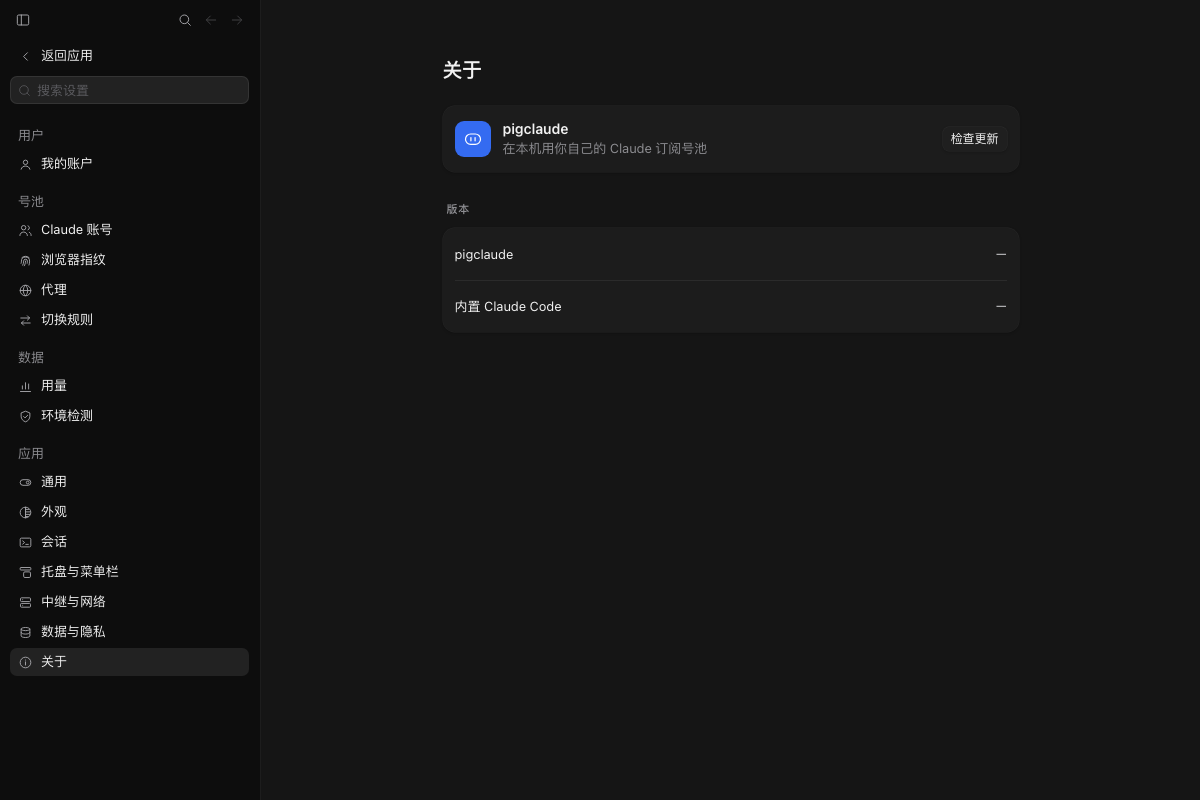 返回应用
搜索设置
用户
我的账户
号池
Claude 账号
浏览器指纹
代理
切换规则
数据
用量
环境检测
应用
通用
外观
会话
托盘与菜单栏
中继与网络
数据与隐私
关于
关于
pigclaude
在本机用你自己的 Claude 订阅号池
检查更新
版本
pigclaude —
内置 Claude Code —